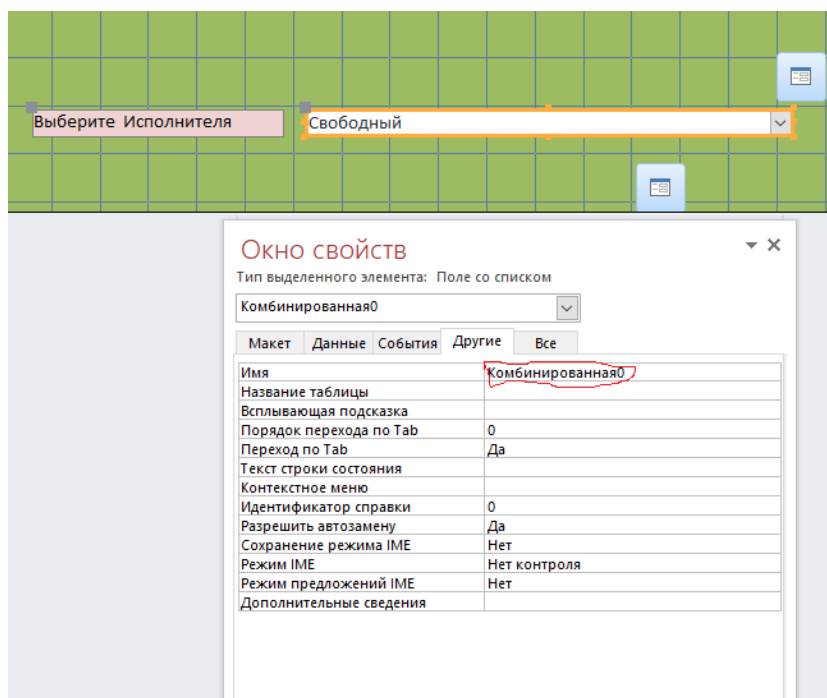 Выберите Исполнителя
Свободный
Окно свойств
Тип выделенного элемента: Поле со списком
Комбинированная0
Макет Данные События Другие Все
Имя Комбинированная0
Название таблицы
Всплывающая подсказка
Порядок перехода по Tab 0
Переход по Tab Да
Текст строки состояния
Контекстное меню
Идентификатор справки 0
Разрешить автозамену Да
Сохранение режима IME Нет
Режим IME Нет контроля
Режим предложений IME Нет
Дополнительные сведения